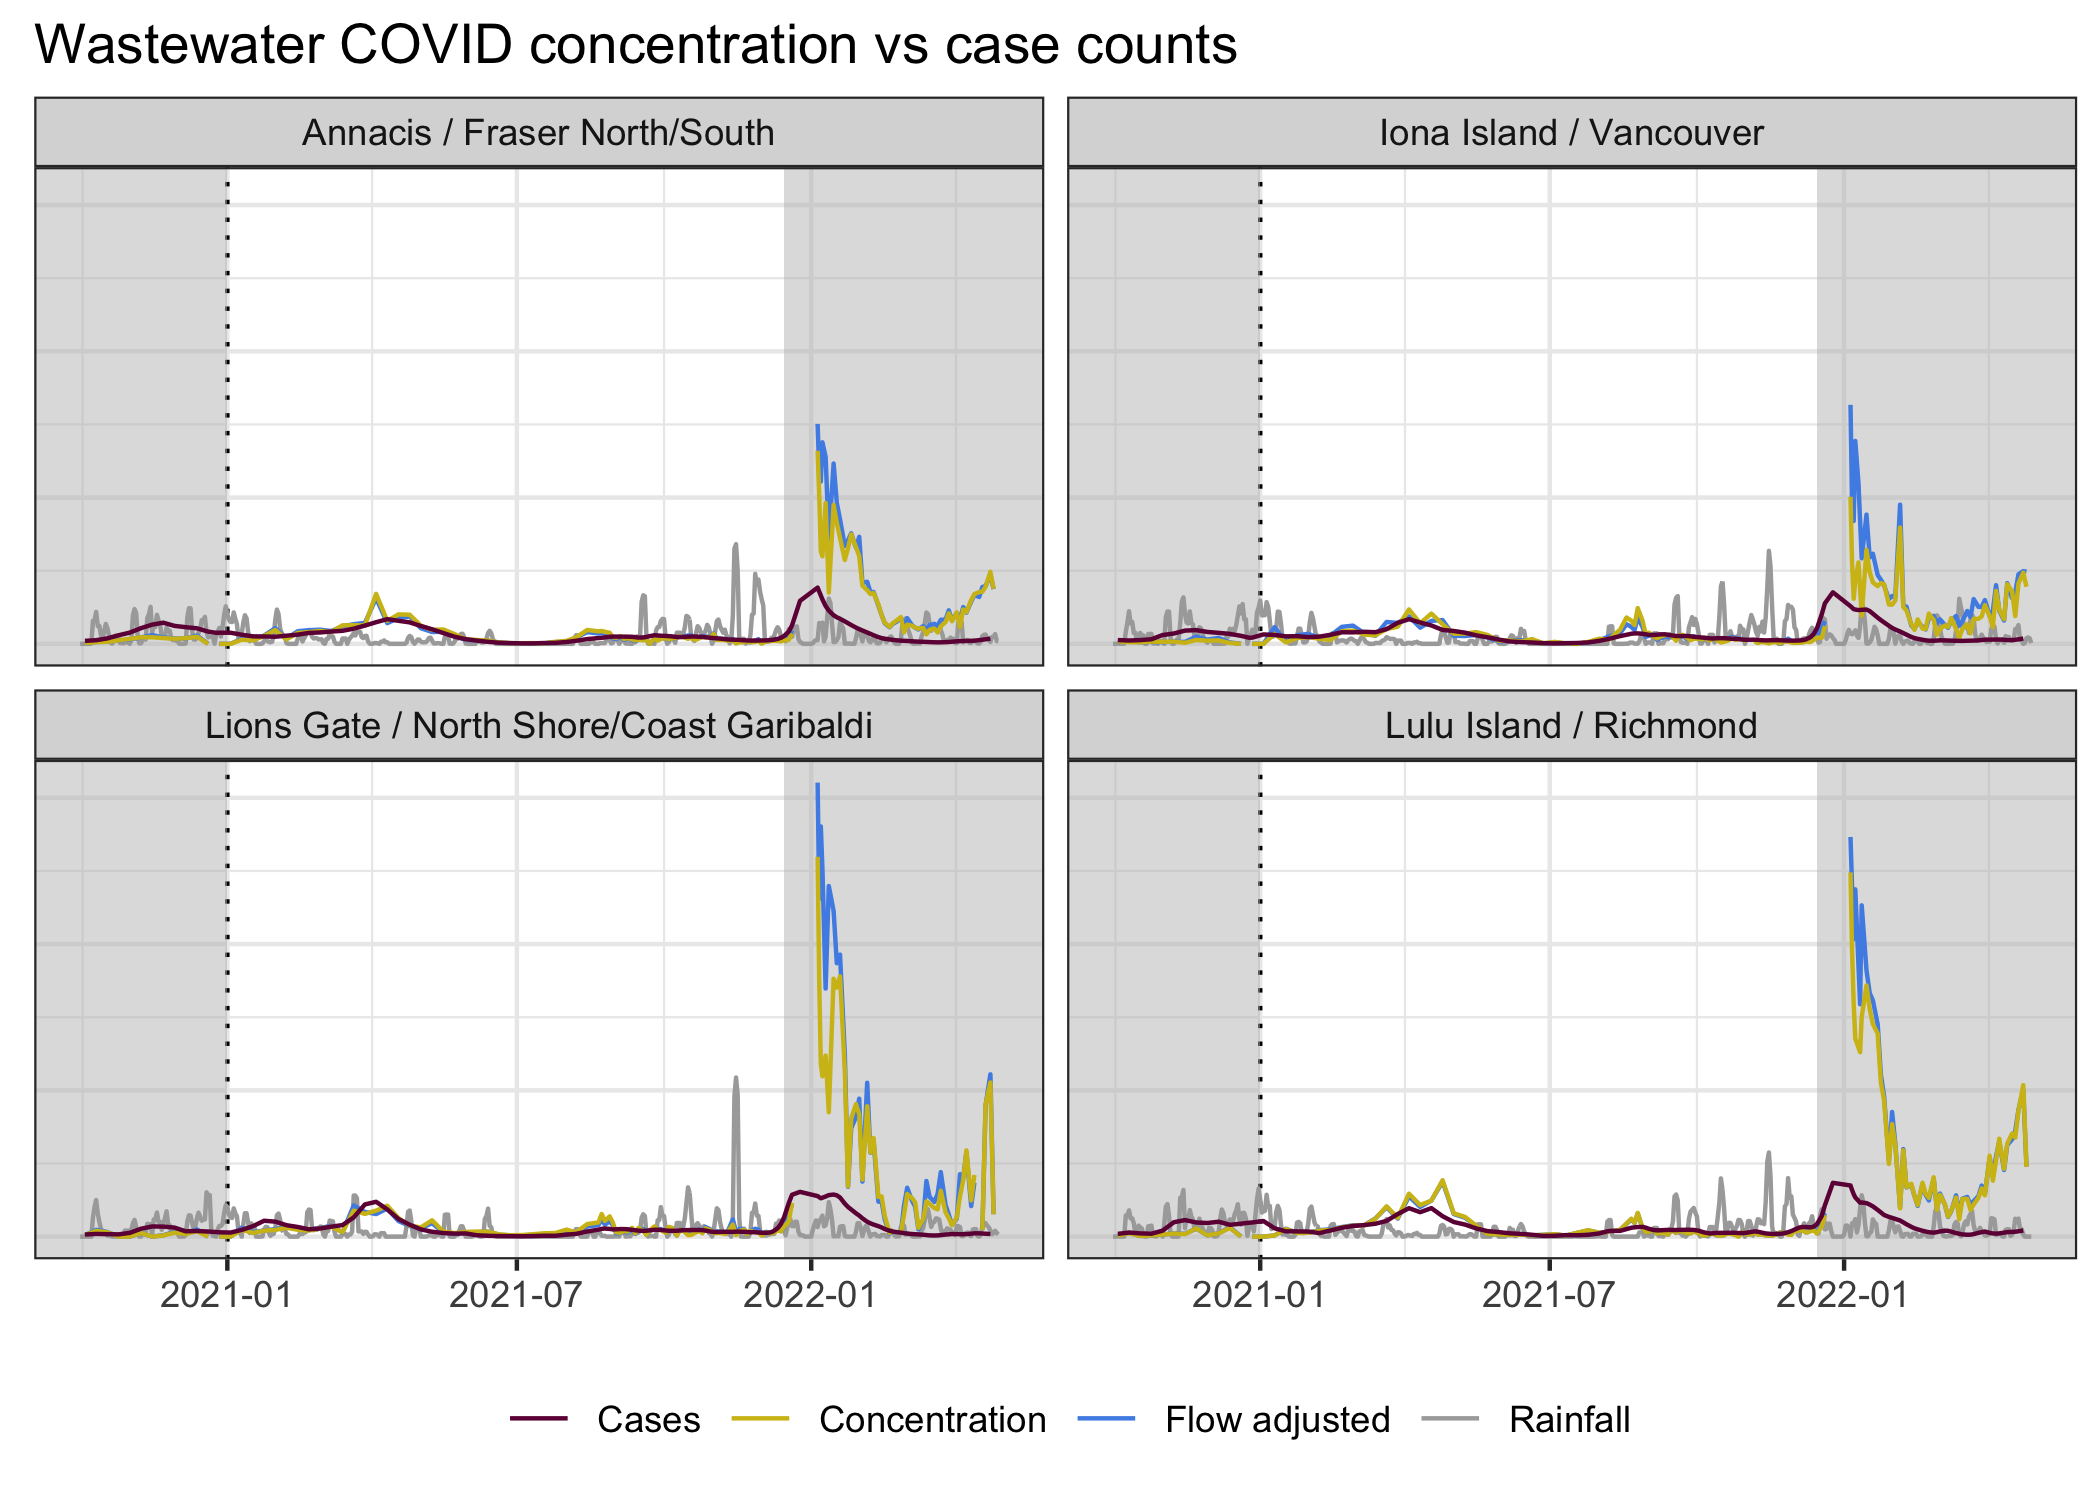 Wastewater COVID concentration vs case counts
Annacis / Fraser North/South
Iona Island / Vancouver
Lions Gate / North Shore/Coast Garibaldi
Lulu Island / Richmond
2021-01 2021-07 2022-01 2021-01 2021-07 2022-01
Cases Concentration Flow adjusted Rainfall